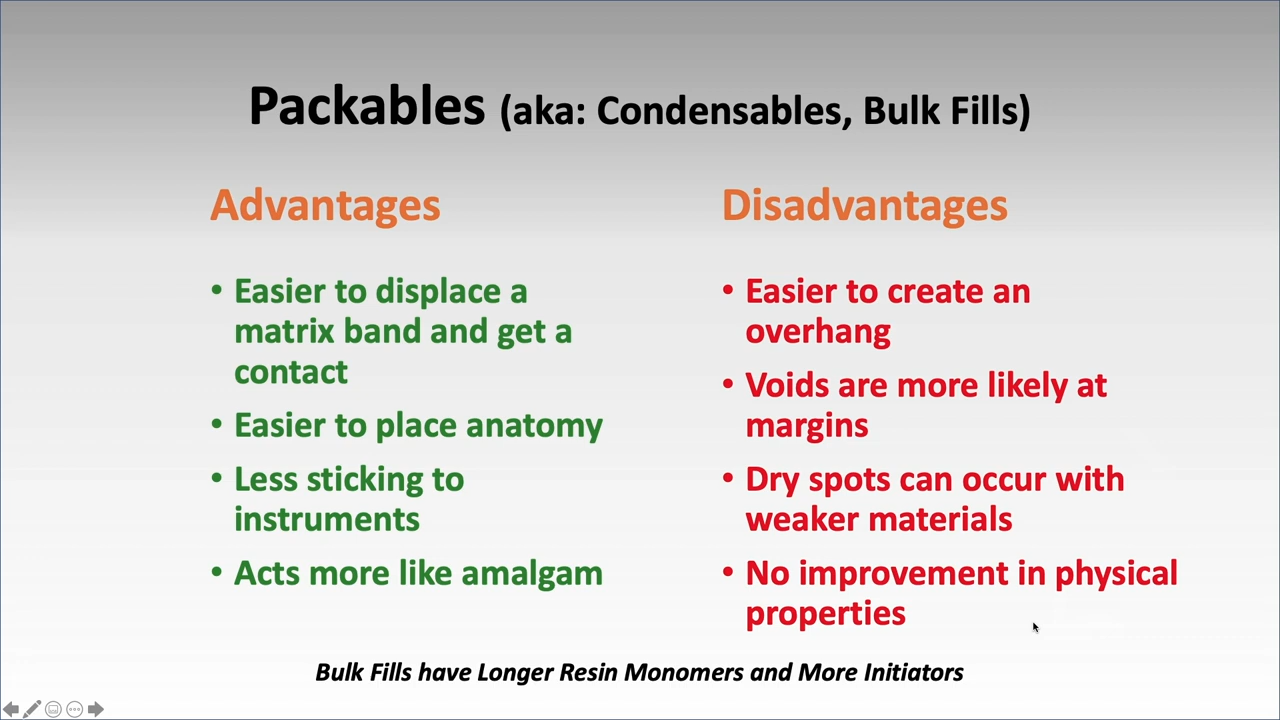 Packables (aka: Condensables, Bulk Fills)
Advantages
• Easier to displace a
matrix band and get a
contact
• Easier to place anatomy
• Less sticking to
instruments
• Acts more like amalgam
Disadvantages
• Easier to create an
overhang
• Voids are more likely at
margins
• Dry spots can occur with
weaker materials
• No improvement in physical
properties
Bulk Fills have Longer Resin Monomers and More Initiators